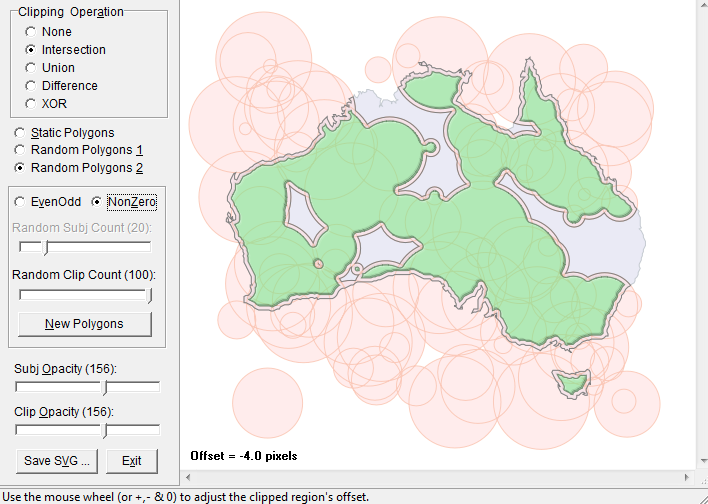 Clipping Operation
None
Intersection
Union
Difference
XOR
Static Polygons
Random Polygons 1
Random Polygons 2
EvenOdd NonZero
Random Subj Count (20):
Random Clip Count (100):
New Polygons
Subj Opacity (156):
Clip Opacity (156):
Save SVG ... Exit
Offset = -4.0 pixels
Use the mouse wheel (or +,- & 0) to adjust the clipped region's offset.